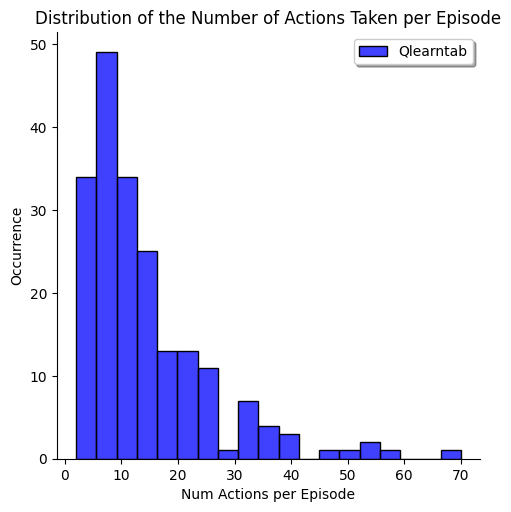 Distribution of the Number of Actions Taken per Episode
Qlearntab
50
40
30
20
10
0
Occurrence
0 10 20 30 40 50 60 70
Num Actions per Episode